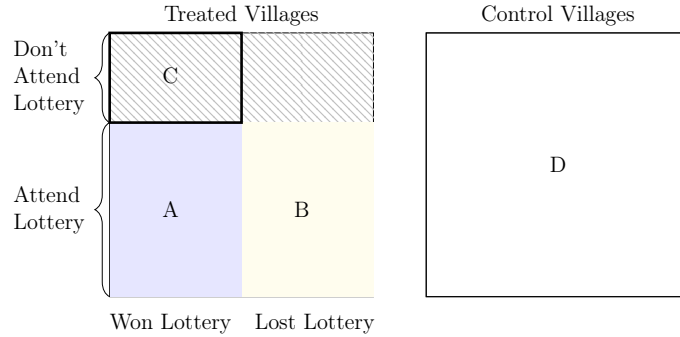 Treated Villages
Control Villages
Don't
Attend
Lottery
C
Attend
Lottery
A
B
D
Won Lottery
Lost Lottery